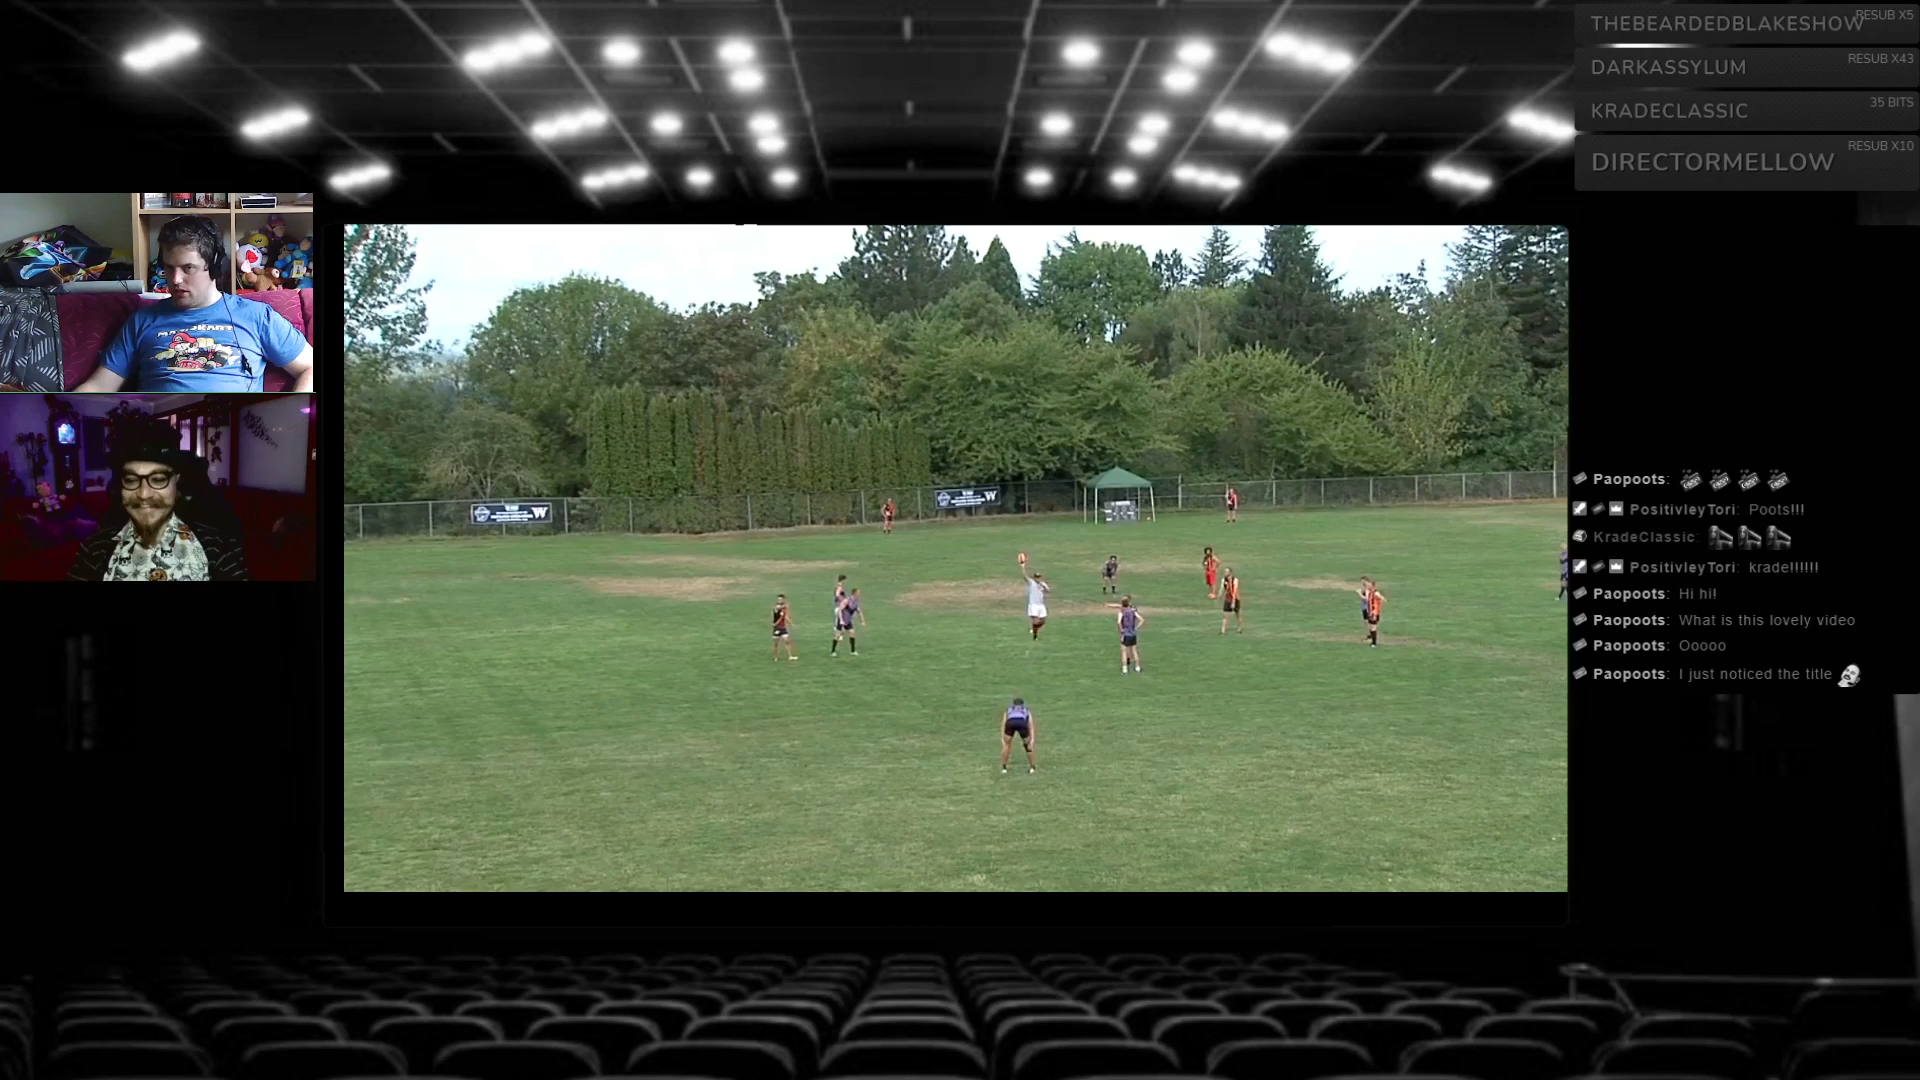 THEBEARDEDBLAKESHOW RESUB X5
DARKASSYLUM RESUB X43
KRADECLASSIC 35 BITS
DIRECTORMELLOW RESUB X10
MARIOKART
W
W
Paopoots:
PositivleyTori: Poots!!!
KradeClassic:
PositivleyTori: krade!!!!!!
Paopoots: Hi hi!
Paopoots: What is this lovely video
Paopoots: Ooooo
Paopoots: I just noticed the title